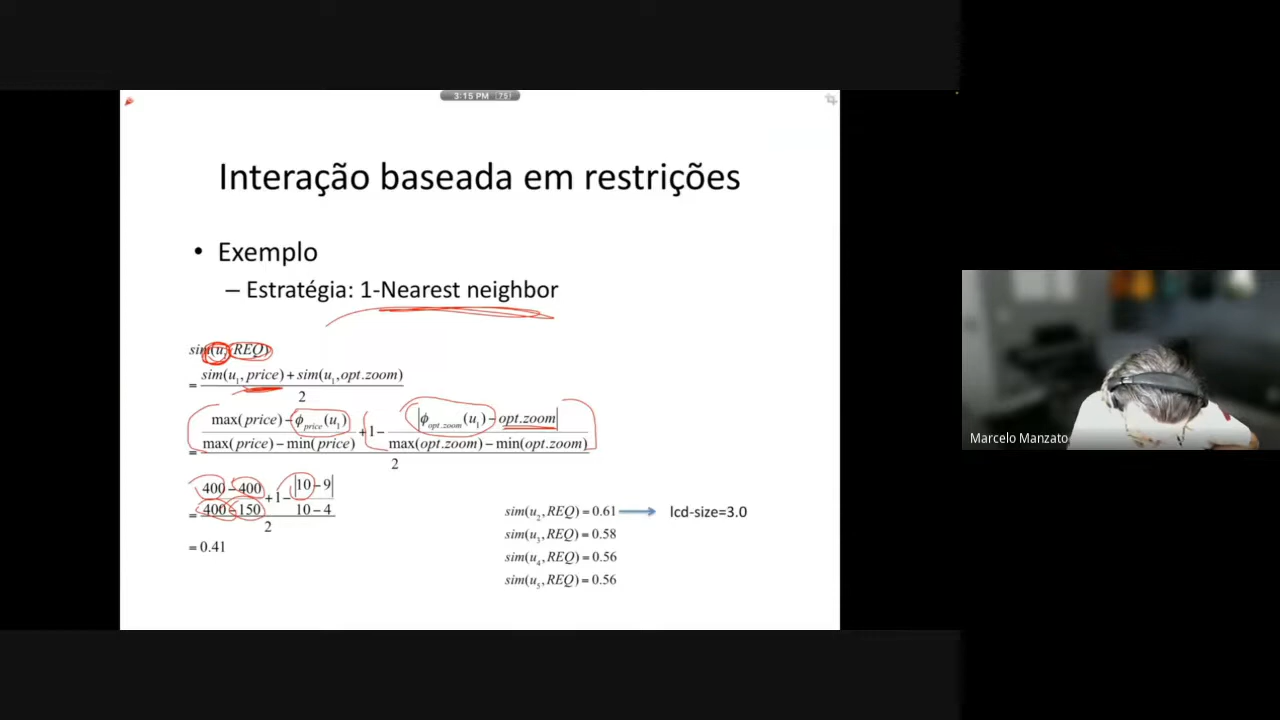 3:15 PM (75)
Interação baseada em restrições
• Exemplo
– Estratégia: 1-Nearest neighbor
sim(u, REQ)
= (sim(u₁, price) + sim(u₁, opt.zoom)) / 2
= ((max(price) − ϕ_price(u₁)) / (max(price) − min(price)) + 1 − |ϕ_opt.zoom(u₁) − opt.zoom| / (max(opt.zoom) − min(opt.zoom))) / 2
= ((400 − 400) / (400 − 150) + 1 − |10 − 9| / (10 − 4)) / 2
= 0.41
sim(u₂, REQ) = 0.61 → lcd-size=3.0
sim(u₃, REQ) = 0.58
sim(u₄, REQ) = 0.56
sim(u₅, REQ) = 0.56
Marcelo Manzato